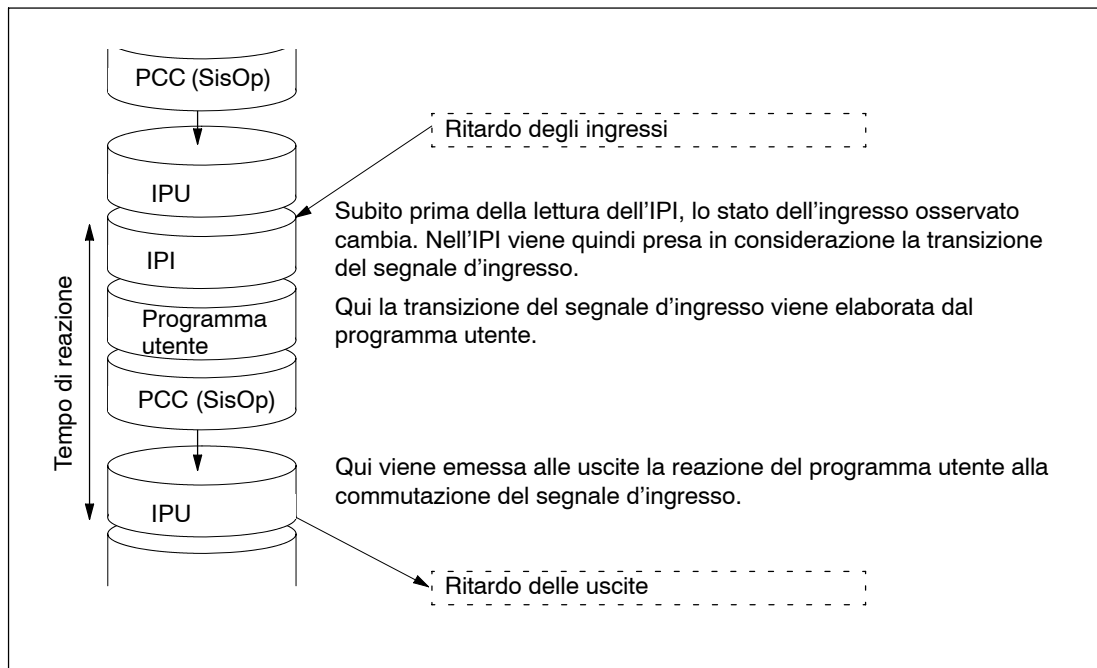 PCC (SisOp)
Ritardo degli ingressi
IPU
Subito prima della lettura dell'IPI, lo stato dell'ingresso osservato
cambia. Nell'IPI viene quindi presa in considerazione la transizione
del segnale d'ingresso.
IPI
Qui la transizione del segnale d'ingresso viene elaborata dal
programma utente.
Programma
utente
Tempo di reazione
PCC (SisOp)
Qui viene emessa alle uscite la reazione del programma utente alla
commutazione del segnale d'ingresso.
IPU
Ritardo delle uscite